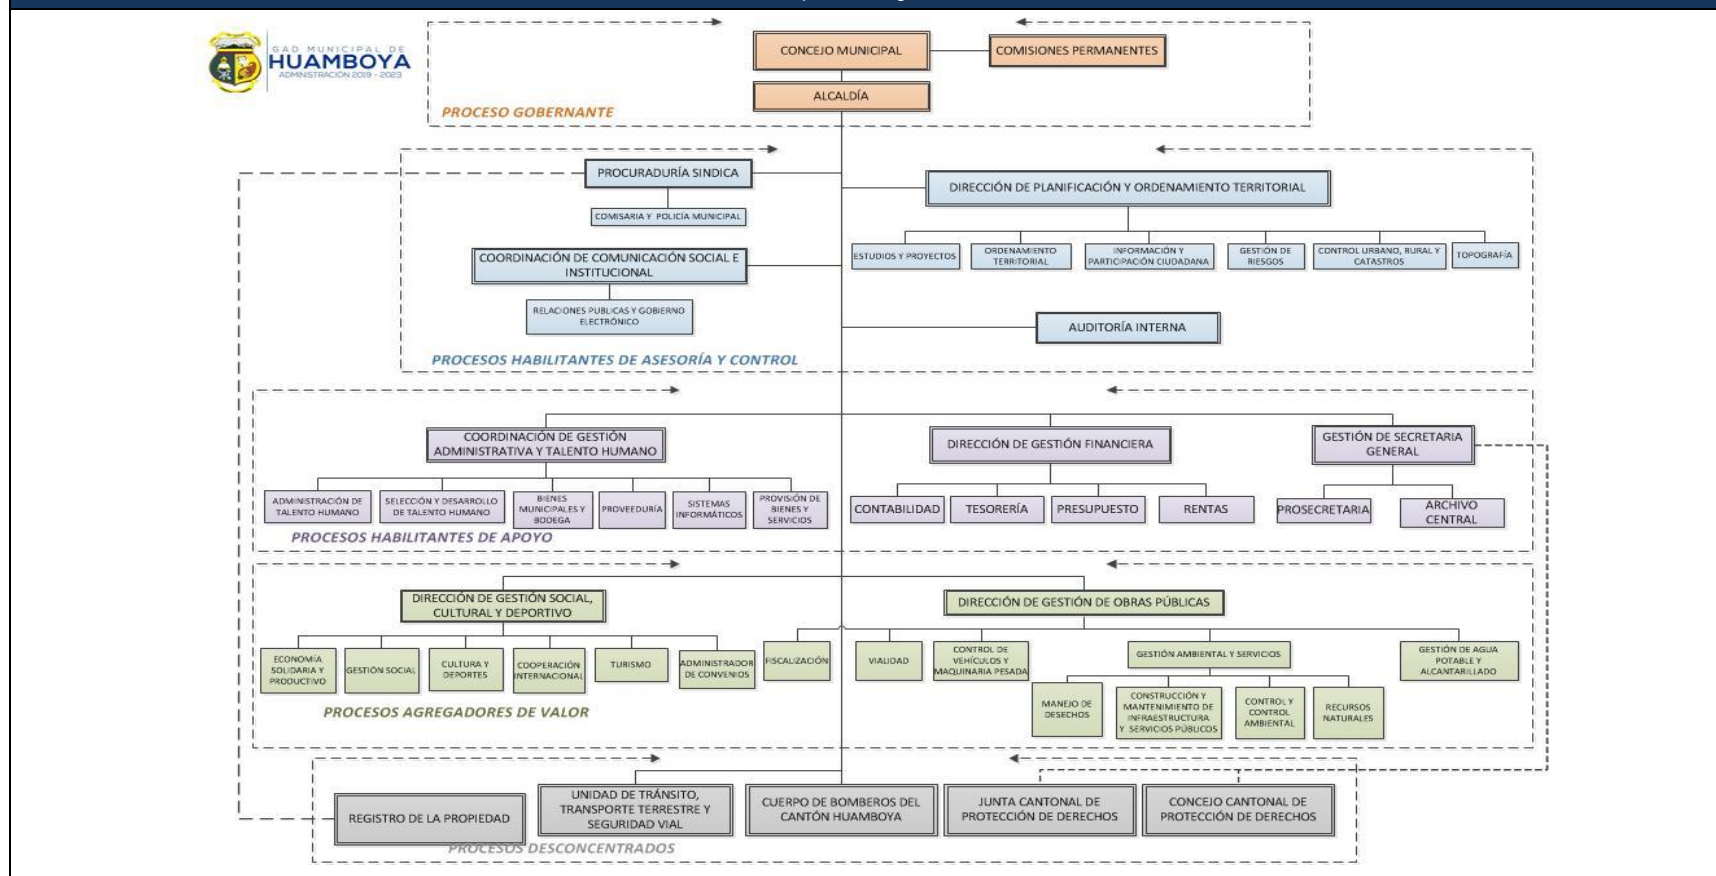 GAD MUNICIPAL DE
HUAMBOYA
ADMINISTRACIÓN 2019 - 2023
CONCEJO MUNICIPAL
COMISIONES PERMANENTES
ALCALDÍA
PROCESO GOBERNANTE
PROCURADURÍA SINDICA
DIRECCIÓN DE PLANIFICACIÓN Y ORDENAMIENTO TERRITORIAL
COMISARIA Y POLICÍA MUNICIPAL
COORDINACIÓN DE COMUNICACIÓN SOCIAL E
INSTITUCIONAL
ESTUDIOS Y PROYECTOS
ORDENAMIENTO
TERRITORIAL
INFORMACIÓN Y
PARTICIPACIÓN CIUDADANA
GESTIÓN DE
RIESGOS
CONTROL URBANO, RURAL Y
CATASTROS
TOPOGRAFÍA
RELACIONES PUBLICAS Y GOBIERNO
ELECTRÓNICO
AUDITORÍA INTERNA
PROCESOS HABILITANTES DE ASESORÍA Y CONTROL
COORDINACIÓN DE GESTIÓN
ADMINISTRATIVA Y TALENTO HUMANO
DIRECCIÓN DE GESTIÓN FINANCIERA
GESTIÓN DE SECRETARIA
GENERAL
ADMINISTRACIÓN DE
TALENTO HUMANO
SELECCIÓN Y DESARROLLO
DE TALENTO HUMANO
BIENES
MUNICIPALES Y
BODEGA
PROVEEDURÍA
SISTEMAS
INFORMÁTICOS
PROVISIÓN DE
BIENES Y
SERVICIOS
CONTABILIDAD
TESORERÍA
PRESUPUESTO
RENTAS
PROSECRETARIA
ARCHIVO
CENTRAL
PROCESOS HABILITANTES DE APOYO
DIRECCIÓN DE GESTIÓN SOCIAL,
CULTURAL Y DEPORTIVO
DIRECCIÓN DE GESTIÓN DE OBRAS PÚBLICAS
ECONOMÍA
SOLIDARIA Y
PRODUCTIVO
GESTIÓN SOCIAL
CULTURA Y
DEPORTES
COOPERACIÓN
INTERNACIONAL
TURISMO
ADMINISTRADOR
DE CONVENIOS
FISCALIZACIÓN
VIALIDAD
CONTROL DE
VEHÍCULOS Y
MAQUINARIA PESADA
GESTIÓN AMBIENTAL Y SERVICIOS
GESTIÓN DE AGUA
POTABLE Y
ALCANTARILLADO
MANEJO DE
DESECHOS
CONSTRUCCIÓN Y
MANTENIMIENTO DE
INFRAESTRUCTURA
Y SERVICIOS PÚBLICOS
CONTROL Y
CONTROL
AMBIENTAL
RECURSOS
NATURALES
PROCESOS AGREGADORES DE VALOR
REGISTRO DE LA PROPIEDAD
UNIDAD DE TRÁNSITO,
TRANSPORTE TERRESTRE Y
SEGURIDAD VIAL
CUERPO DE BOMBEROS DEL
CANTÓN HUAMBOYA
JUNTA CANTONAL DE
PROTECCIÓN DE DERECHOS
CONCEJO CANTONAL DE
PROTECCIÓN DE DERECHOS
PROCESOS DESCONCENTRADOS